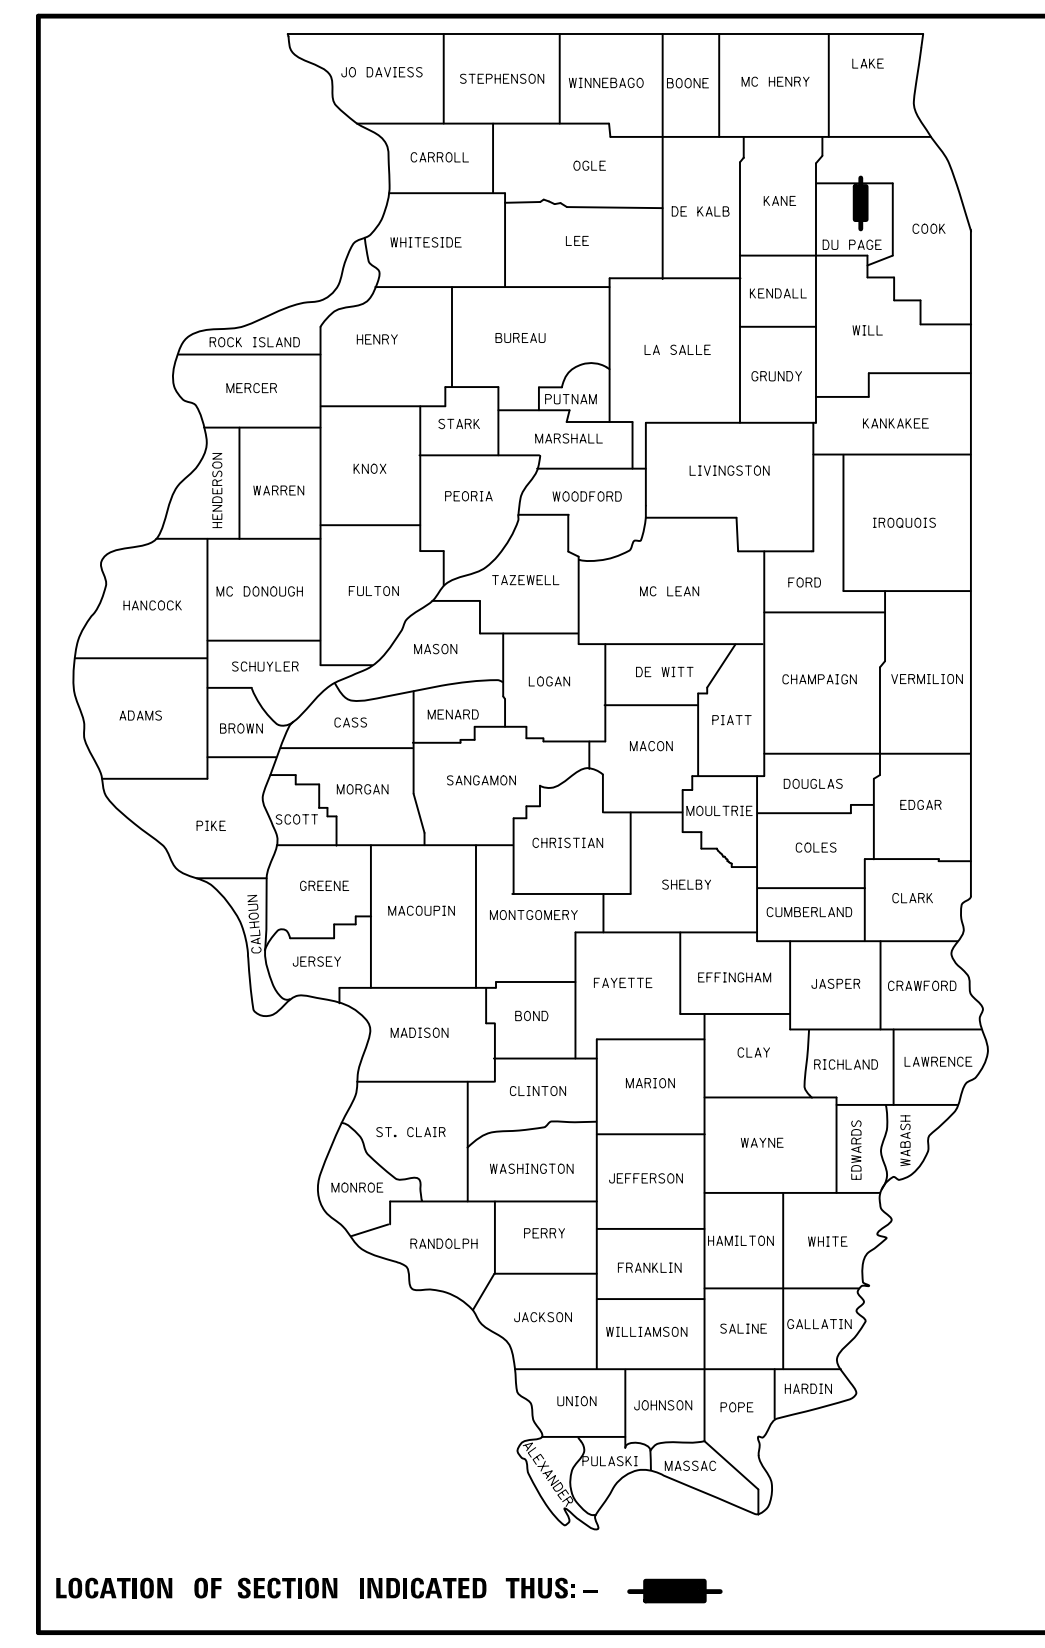 JO DAVIESS
STEPHENSON
WINNEBAGO
BOONE
MC HENRY
LAKE
CARROLL
OGLE
DE KALB
KANE
COOK
DU PAGE
WHITESIDE
LEE
KENDALL
ROCK ISLAND
HENRY
BUREAU
LA SALLE
WILL
MERCER
PUTNAM
GRUNDY
STARK
MARSHALL
KANKAKEE
HENDERSON
WARREN
KNOX
PEORIA
WOODFORD
LIVINGSTON
IROQUOIS
HANCOCK
MC DONOUGH
FULTON
TAZEWELL
MC LEAN
FORD
SCHUYLER
MASON
LOGAN
DE WITT
CHAMPAIGN
VERMILION
ADAMS
BROWN
CASS
MENARD
MACON
PIATT
PIKE
SCOTT
MORGAN
SANGAMON
CHRISTIAN
MOULTRIE
DOUGLAS
EDGAR
COLES
CALHOUN
GREENE
MACOUPIN
MONTGOMERY
SHELBY
CUMBERLAND
CLARK
JERSEY
FAYETTE
EFFINGHAM
JASPER
CRAWFORD
MADISON
BOND
CLAY
RICHLAND
LAWRENCE
CLINTON
MARION
ST. CLAIR
WAYNE
EDWARDS
WABASH
MONROE
WASHINGTON
JEFFERSON
RANDOLPH
PERRY
HAMILTON
WHITE
FRANKLIN
JACKSON
WILLIAMSON
SALINE
GALLATIN
UNION
JOHNSON
POPE
HARDIN
ALEXANDER
PULASKI
MASSAC
LOCATION OF SECTION INDICATED THUS: –